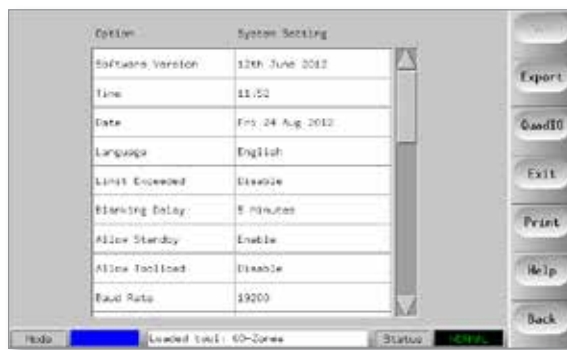 Option System Setting
Software Version 12th June 2012
Time 11:52
Date Fri 24 Aug 2012
Language English
Limit Exceeded Disable
Blanking Delay 5 Minutes
Allow Standby Enable
Allow Toolload Disable
Baud Rate 19200
Export
QuadIO
Exit
Print
Help
Back
Mode Loaded tool: 60-Zones Status NORMAL